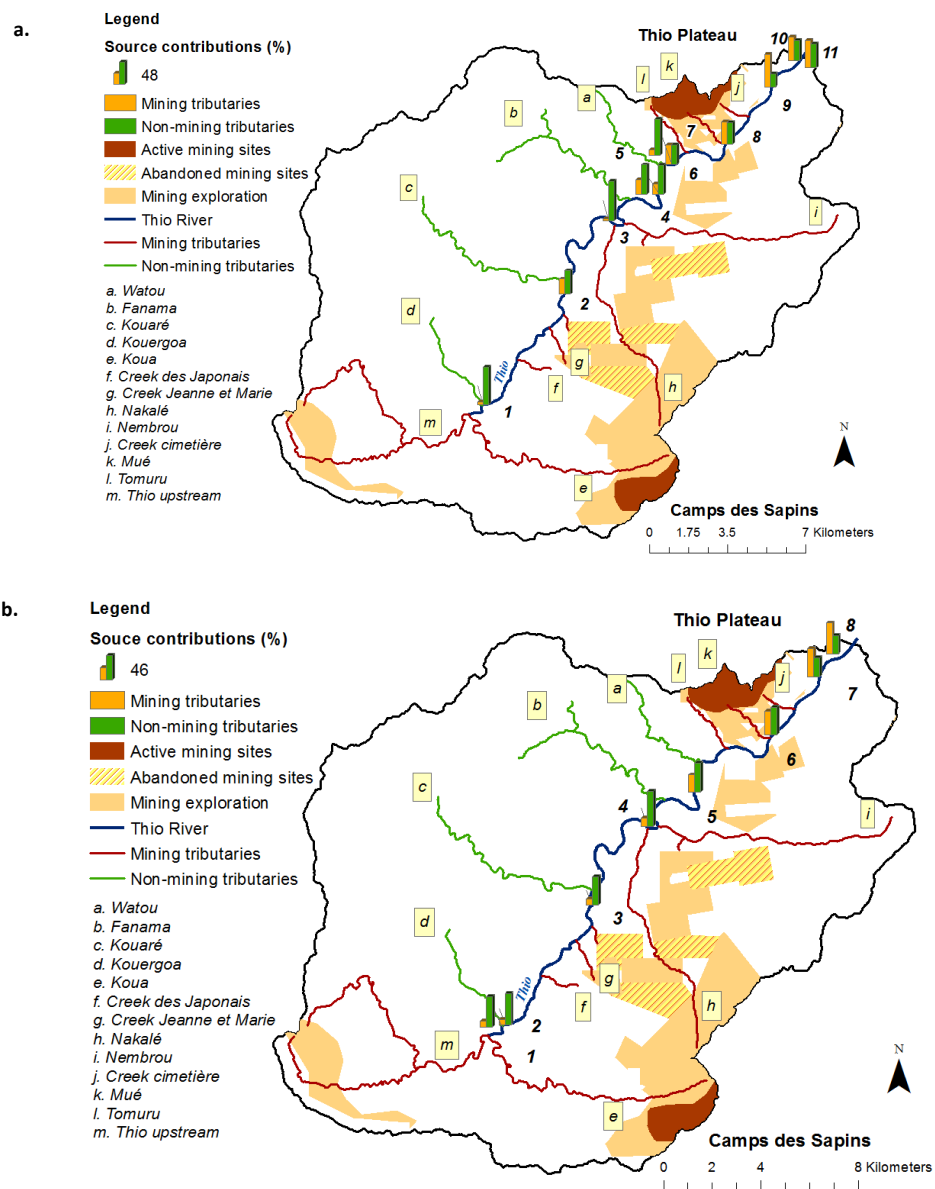 a.
Legend
Source contributions (%)
48
Mining tributaries
Non-mining tributaries
Active mining sites
Abandoned mining sites
Mining exploration
Thio River
Mining tributaries
Non-mining tributaries
a. Watou
b. Fanama
c. Kouaré
d. Kouergoa
e. Koua
f. Creek des Japonais
g. Creek Jeanne et Marie
h. Nakalé
i. Nembrou
j. Creek cimetière
k. Mué
l. Tomuru
m. Thio upstream
Thio Plateau
10
11
k
l
j
a
9
b
7
8
5
6
c
4
i
3
2
d
Thio
g
f
h
1
m
N
e
Camps des Sapins
0 1.75 3.5 7 Kilometers
b.
Legend
Souce contributions (%)
46
Mining tributaries
Non-mining tributaries
Active mining sites
Abandoned mining sites
Mining exploration
Thio River
Mining tributaries
Non-mining tributaries
a. Watou
b. Fanama
c. Kouaré
d. Kouergoa
e. Koua
f. Creek des Japonais
g. Creek Jeanne et Marie
h. Nakalé
i. Nembrou
j. Creek cimetière
k. Mué
l. Tomuru
m. Thio upstream
Thio Plateau
8
k
l
j
a
7
b
6
c
4
5
i
3
d
Thio
g
f
h
2
m
1
N
e
Camps des Sapins
0 2 4 8 Kilometers